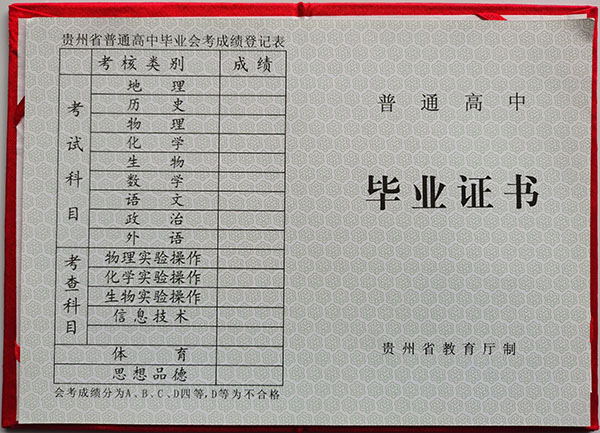 贵州省普通高中毕业会考成绩登记表
考核类别 成绩
考试科目
地理
历史
物理
化学
生物
数学
语文
政治
外语
考查科目
物理实验操作
化学实验操作
生物实验操作
信息技术
体育
思想品德
会考成绩分为A、B、C、D四等,D等为不合格
普通高中
毕业证书
贵州省教育厅制